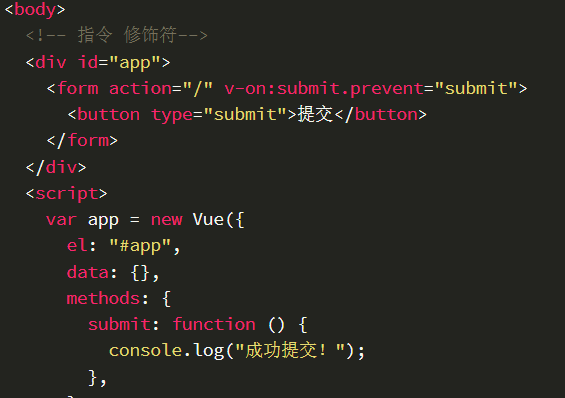 <body>
<!-- 指令 修饰符-->
<div id="app">
<form action="/" v-on:submit.prevent="submit">
<button type="submit">提交</button>
</form>
</div>
<script>
var app = new Vue({
el: "#app",
data: {},
methods: {
submit: function () {
console.log("成功提交！");
},